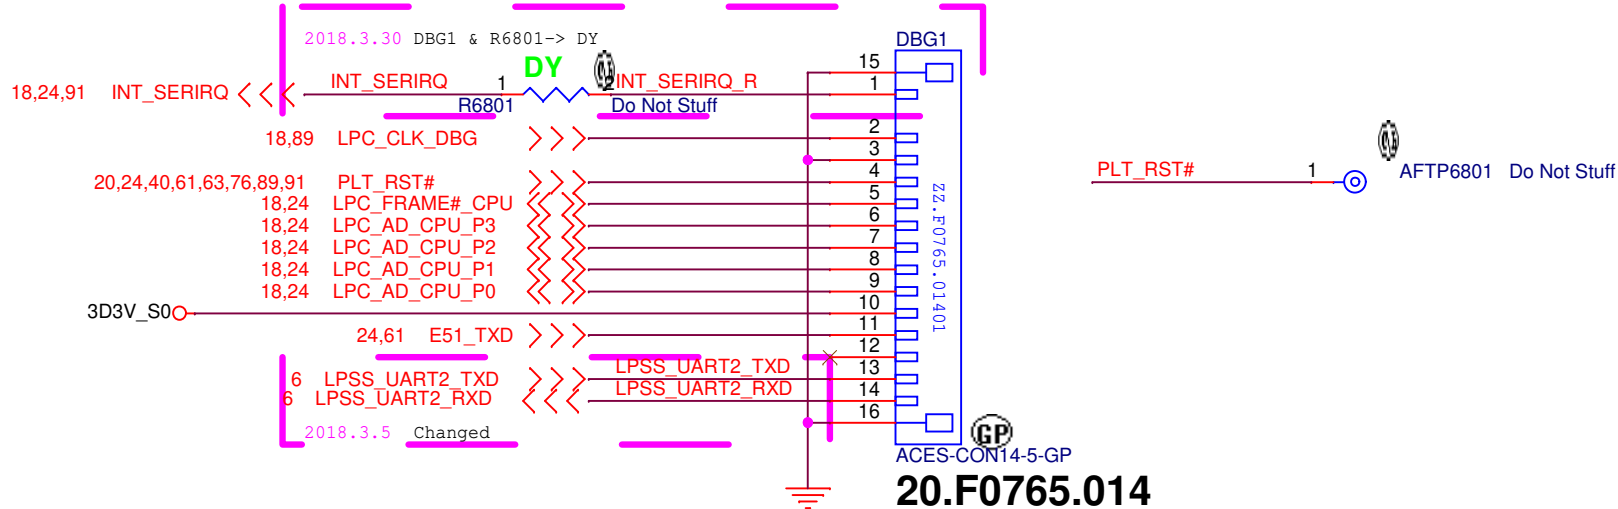 2018.3.30 DBG1 & R6801-> DY
DBG1
DY
15
18,24,91 INT_SERIRQ INT_SERIRQ 1 2 INT_SERIRQ_R 1
R6801 Do Not Stuff
18,89 LPC_CLK_DBG 2
3
20,24,40,61,63,76,89,91 PLT_RST# 4
PLT_RST# 1 AFTP6801 Do Not Stuff
18,24 LPC_FRAME#_CPU 5
18,24 LPC_AD_CPU_P3 6
18,24 LPC_AD_CPU_P2 7
18,24 LPC_AD_CPU_P1 8
18,24 LPC_AD_CPU_P0 9
3D3V_S0 10
24,61 E51_TXD 11
12
6 LPSS_UART2_TXD LPSS_UART2_TXD 13
6 LPSS_UART2_RXD LPSS_UART2_RXD 14
16
ZZ.F0765.01401
2018.3.5 Changed
GP
ACES-CON14-5-GP
20.F0765.014